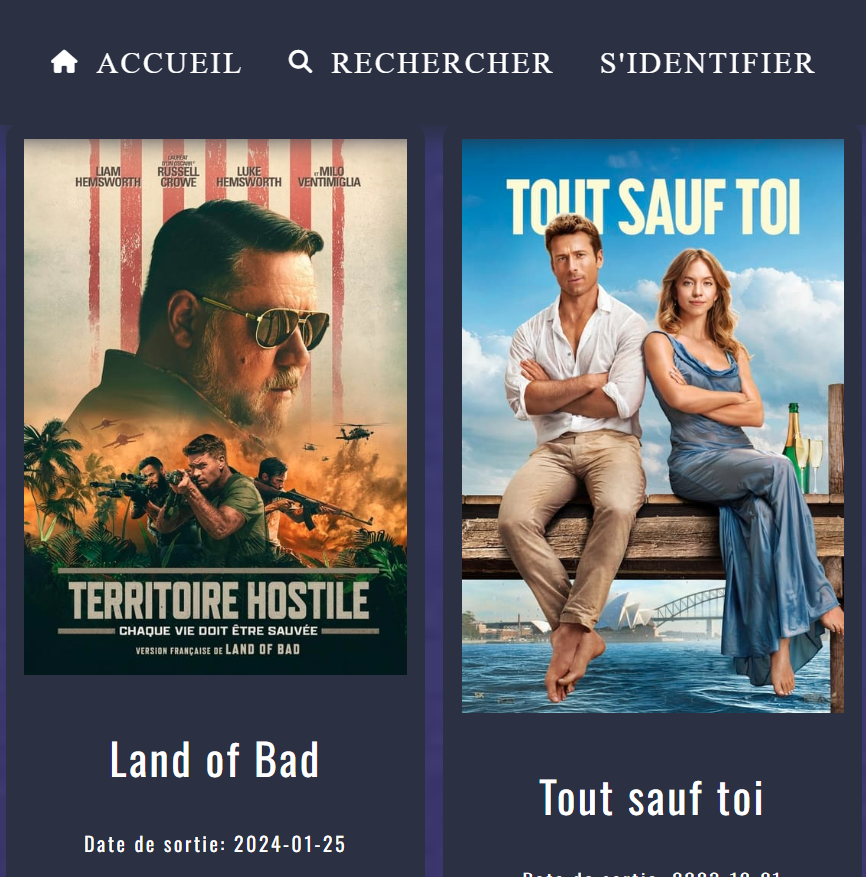 ACCUEIL RECHERCHER S'IDENTIFIER
LIAM HEMSWORTH
LAURÉAT D'UN OSCAR®
RUSSELL CROWE
LUKE HEMSWORTH
ET MILO VENTIMIGLIA
TERRITOIRE HOSTILE
CHAQUE VIE DOIT ÊTRE SAUVÉE
VERSION FRANÇAISE DE LAND OF BAD
Land of Bad
Date de sortie: 2024-01-25
TOUT SAUF TOI
Tout sauf toi